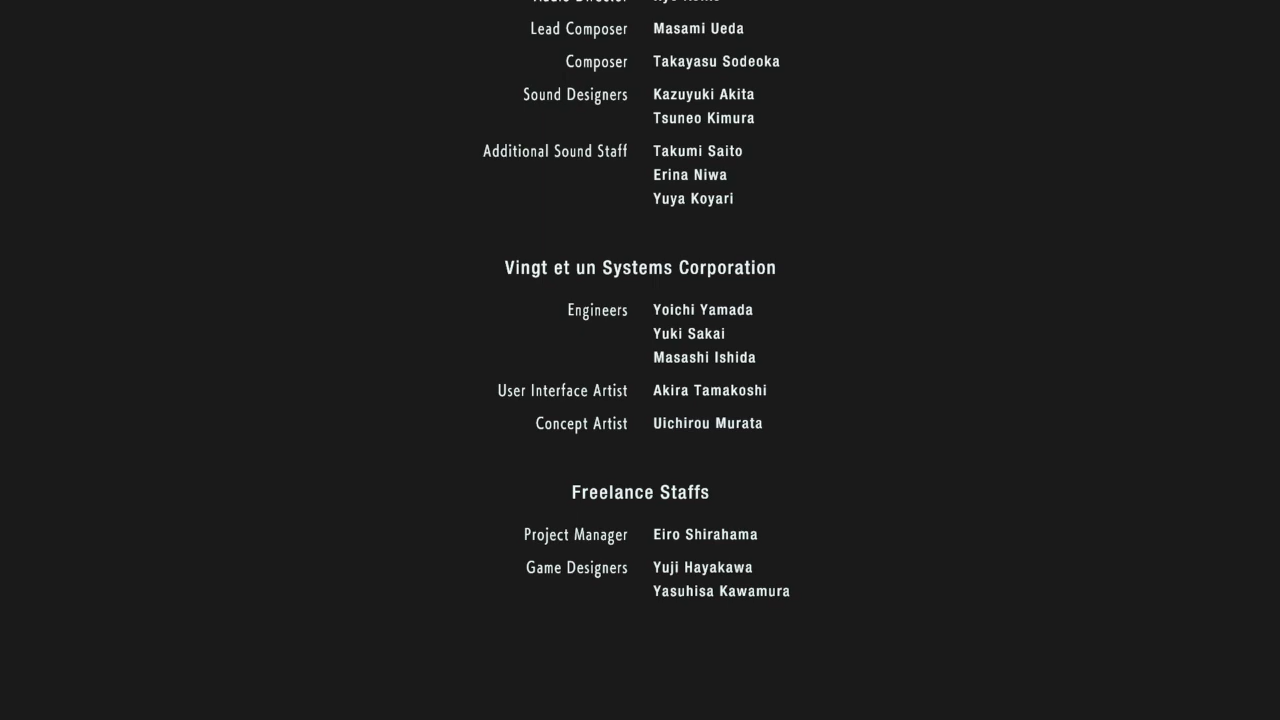 Lead Composer Masami Ueda
Composer Takayasu Sodeoka
Sound Designers Kazuyuki Akita
Tsuneo Kimura
Additional Sound Staff Takumi Saito
Erina Niwa
Yuya Koyari
Vingt et un Systems Corporation
Engineers Yoichi Yamada
Yuki Sakai
Masashi Ishida
User Interface Artist Akira Tamakoshi
Concept Artist Uichirou Murata
Freelance Staffs
Project Manager Eiro Shirahama
Game Designers Yuji Hayakawa
Yasuhisa Kawamura